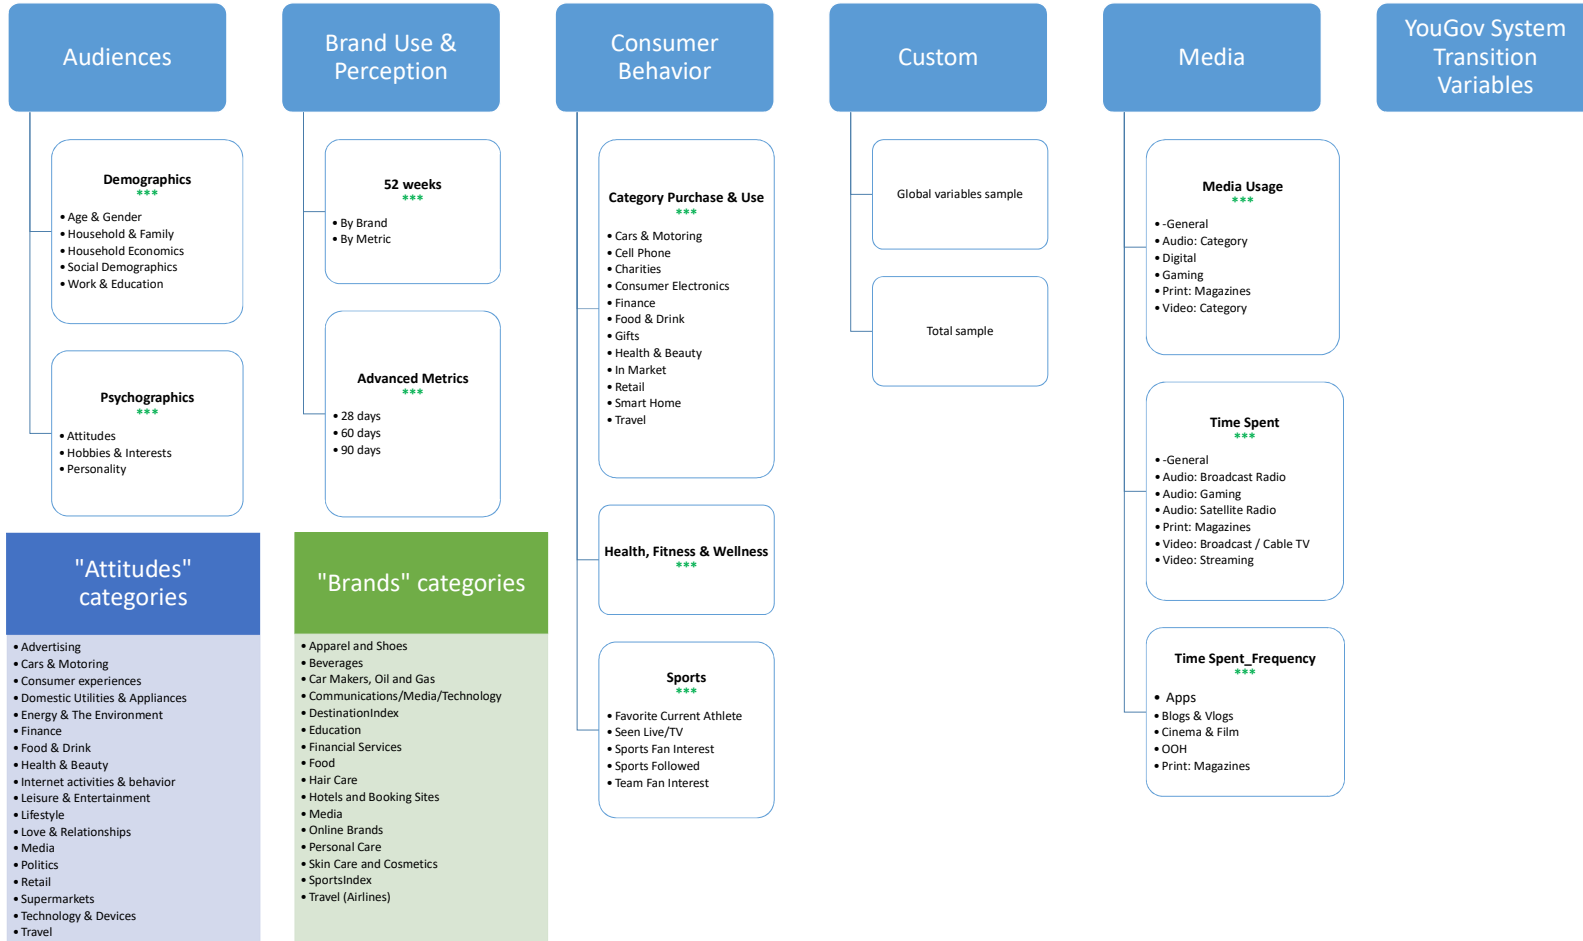 Audiences
Demographics
***
• Age & Gender
• Household & Family
• Household Economics
• Social Demographics
• Work & Education
Psychographics
***
• Attitudes
• Hobbies & Interests
• Personality
"Attitudes"
categories
• Advertising
• Cars & Motoring
• Consumer experiences
• Domestic Utilities & Appliances
• Energy & The Environment
• Finance
• Food & Drink
• Health & Beauty
• Internet activities & behavior
• Leisure & Entertainment
• Lifestyle
• Love & Relationships
• Media
• Politics
• Retail
• Supermarkets
• Technology & Devices
• Travel
Brand Use &
Perception
52 weeks
***
• By Brand
• By Metric
Advanced Metrics
***
• 28 days
• 60 days
• 90 days
"Brands" categories
• Apparel and Shoes
• Beverages
• Car Makers, Oil and Gas
• Communications/Media/Technology
• DestinationIndex
• Education
• Financial Services
• Food
• Hair Care
• Hotels and Booking Sites
• Media
• Online Brands
• Personal Care
• Skin Care and Cosmetics
• SportsIndex
• Travel (Airlines)
Consumer
Behavior
Category Purchase & Use
***
• Cars & Motoring
• Cell Phone
• Charities
• Consumer Electronics
• Finance
• Food & Drink
• Gifts
• Health & Beauty
• In Market
• Retail
• Smart Home
• Travel
Health, Fitness & Wellness
***
Sports
***
• Favorite Current Athlete
• Seen Live/TV
• Sports Fan Interest
• Sports Followed
• Team Fan Interest
Custom
Global variables sample
Total sample
Media
Media Usage
***
• -General
• Audio: Category
• Digital
• Gaming
• Print: Magazines
• Video: Category
Time Spent
***
• -General
• Audio: Broadcast Radio
• Audio: Gaming
• Audio: Satellite Radio
• Print: Magazines
• Video: Broadcast / Cable TV
• Video: Streaming
Time Spent_Frequency
***
• Apps
• Blogs & Vlogs
• Cinema & Film
• OOH
• Print: Magazines
YouGov System
Transition
Variables